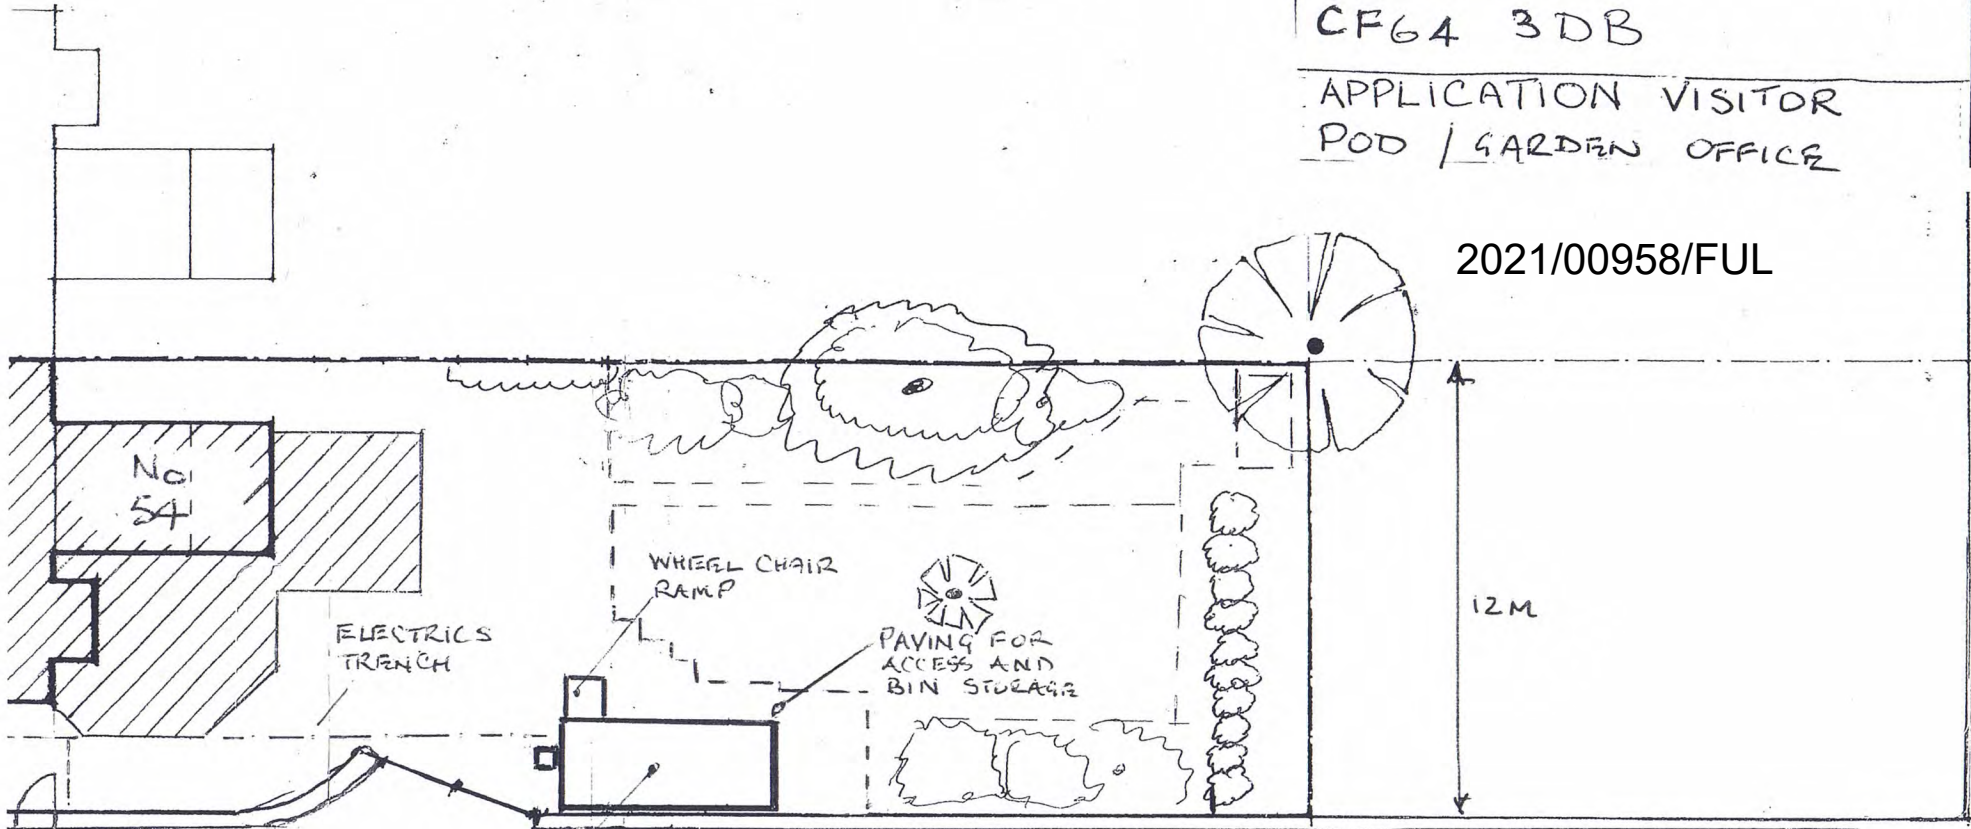 CF64 3DB
APPLICATION VISITOR
POD / GARDEN OFFICE
2021/00958/FUL
No
54
WHEEL CHAIR
RAMP
ELECTRICS
TRENCH
PAVING FOR
ACCESS AND
BIN STORAGE
12M